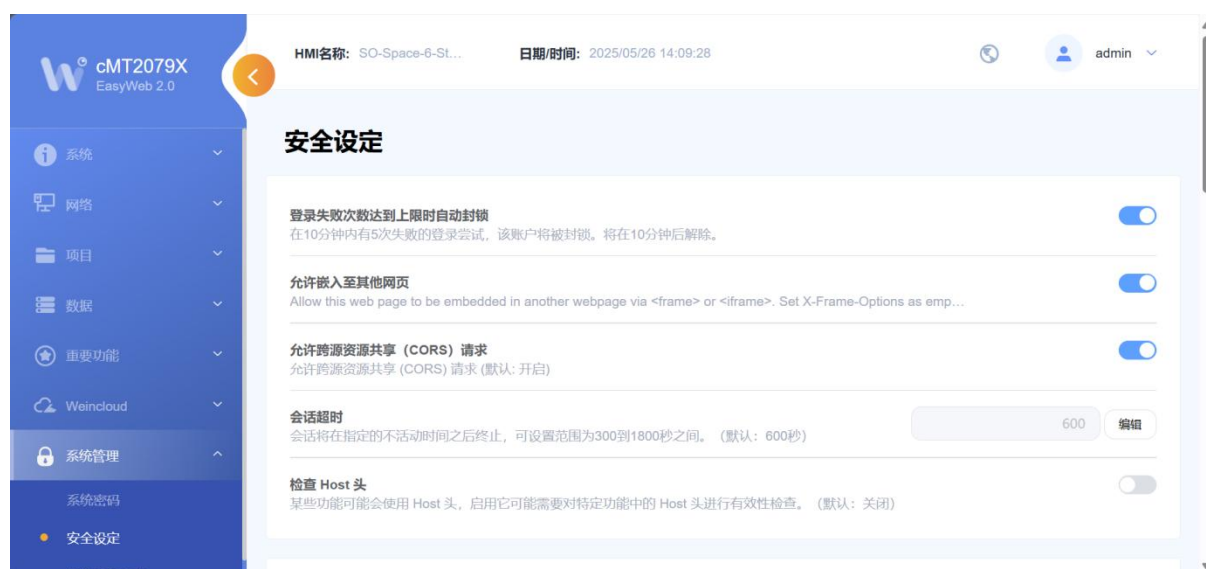 cMT2079X
EasyWeb 2.0
HMI名称: SO-Space-6-St... 日期/时间: 2025/05/26 14:09:28 admin
系统
网络
项目
数据
重要功能
Weincloud
系统管理
系统密码
安全设定
安全设定
登录失败次数达到上限时自动封锁
在10分钟内有5次失败的登录尝试，该账户将被封锁。将在10分钟后解除。
允许嵌入至其他网页
Allow this web page to be embedded in another webpage via <frame> or <iframe>. Set X-Frame-Options as emp...
允许跨源资源共享（CORS）请求
允许跨源资源共享 (CORS) 请求 (默认: 开启)
会话超时
会话将在指定的不活动时间之后终止，可设置范围为300到1800秒之间。（默认：600秒）
600 编辑
检查 Host 头
某些功能可能会使用 Host 头，启用它可能需要对特定功能中的 Host 头进行有效性检查。（默认：关闭）